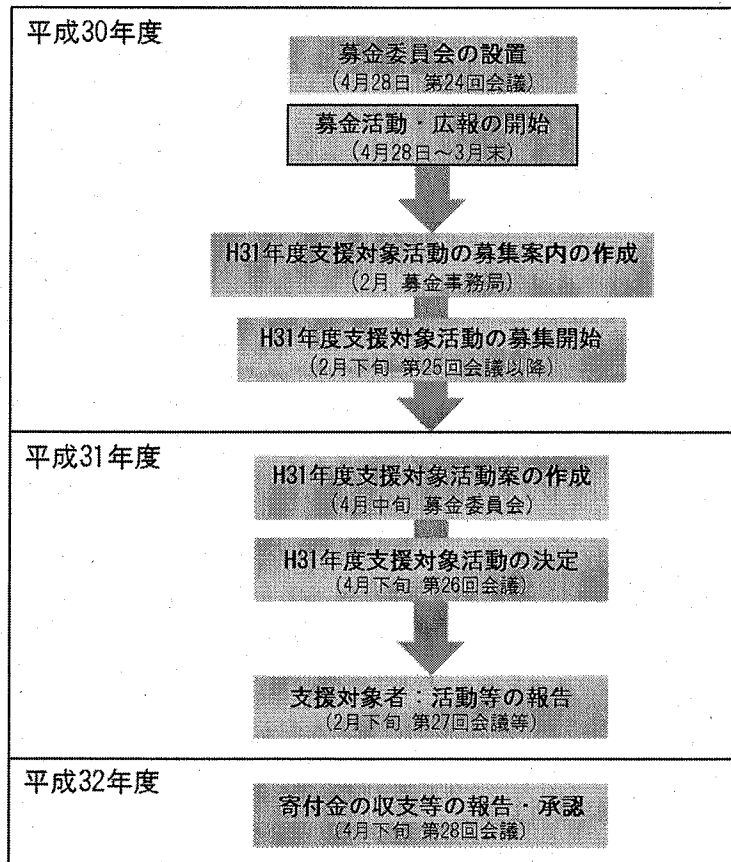 平成30年度
募金委員会の設置
(4月28日 第24回会議)
募金活動・広報の開始
(4月28日～3月末)
H31年度支援対象活動の募集案内の作成
(2月 募金事務局)
H31年度支援対象活動の募集開始
(2月下旬 第25回会議以降)
平成31年度
H31年度支援対象活動案の作成
(4月中旬 募金委員会)
H31年度支援対象活動の決定
(4月下旬 第26回会議)
支援対象者：活動等の報告
(2月下旬 第27回会議等)
平成32年度
寄付金の収支等の報告・承認
(4月下旬 第28回会議)